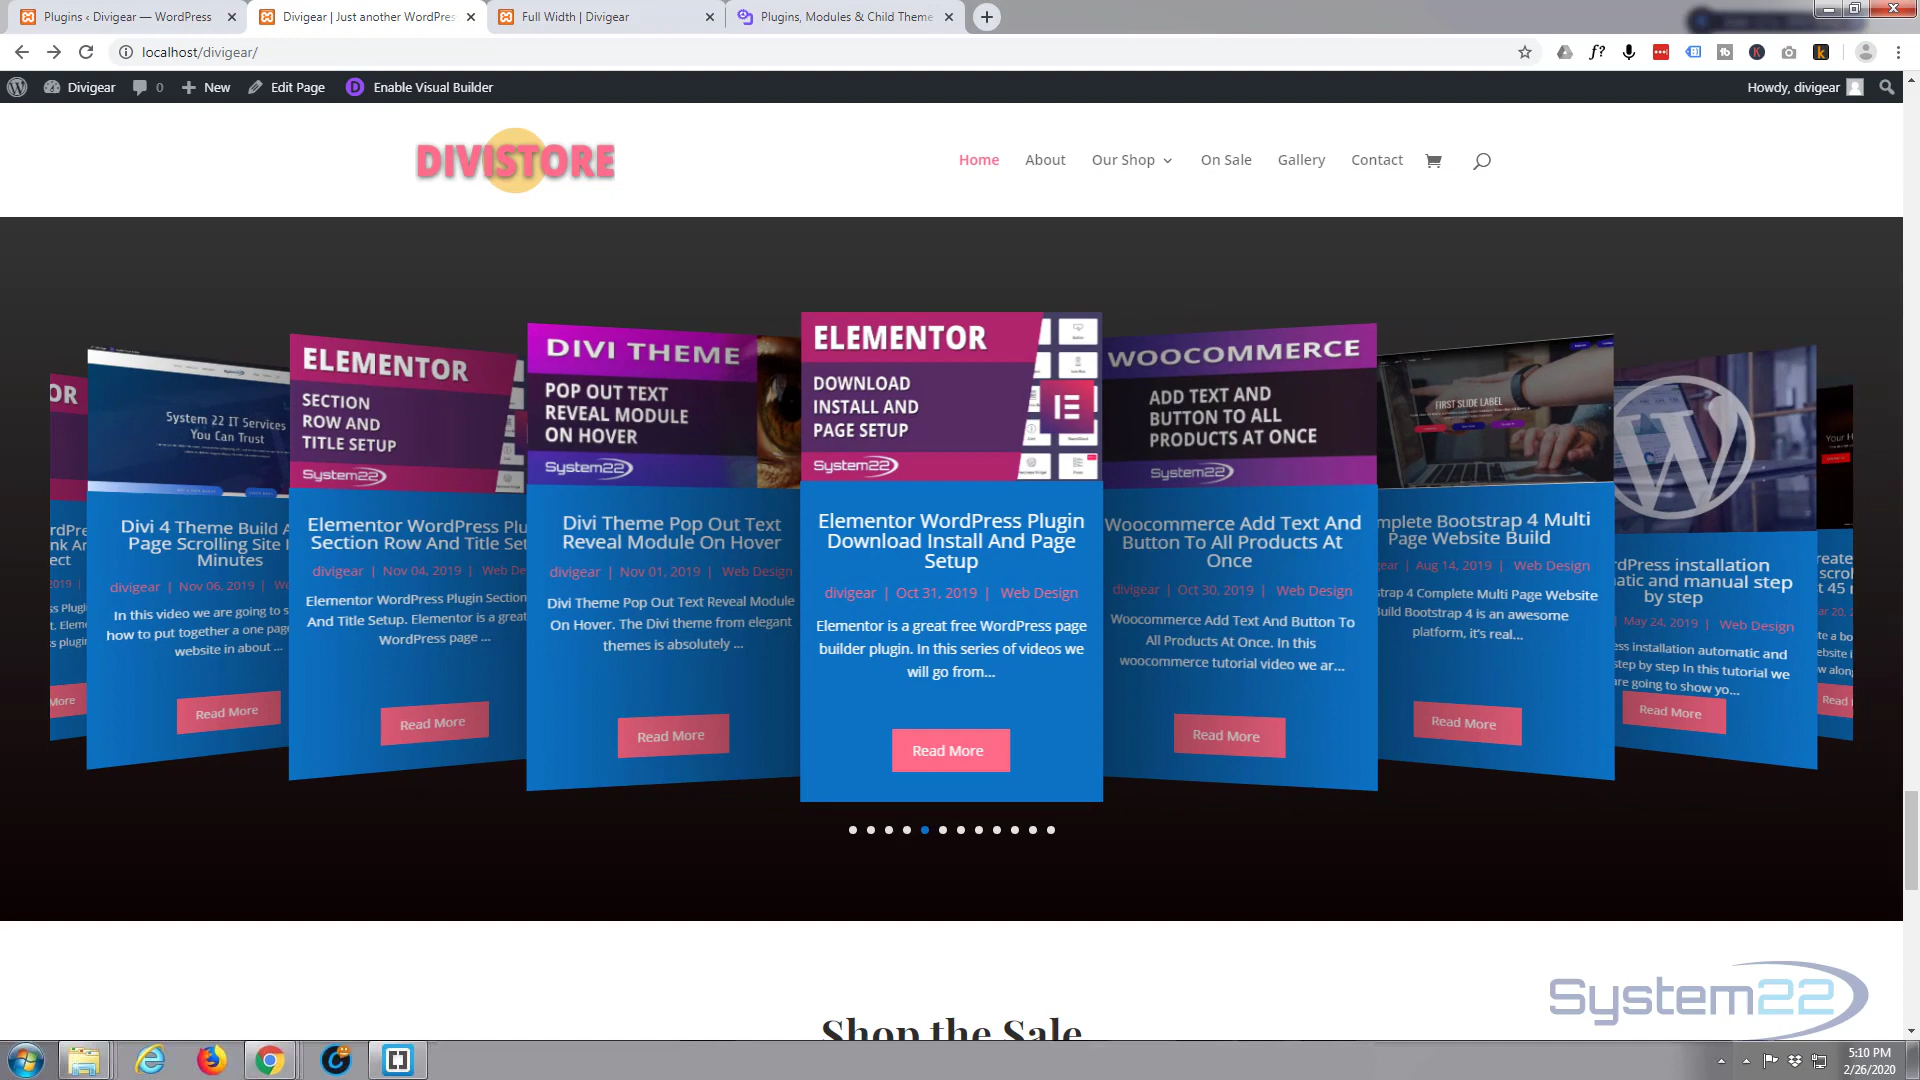 Plugins ‹ Divigear — WordPress
Divigear | Just another WordPres
Full Width | Divigear
Plugins, Modules & Child Theme
localhost/divigear/
Divigear
0
New
Edit Page
Enable Visual Builder
Howdy, divigear
DIVISTORE
Home
About
Our Shop
On Sale
Gallery
Contact
System 22 IT Services
You Can Trust
Divi 4 Theme Build A
Page Scrolling Site I
Minutes
divigear | Nov 06, 2019 | We
In this video we are going to s
how to put together a one page
website in about ...
Read More
ELEMENTOR
SECTION
ROW AND
TITLE SETUP
System22
Elementor WordPress Plu
Section Row And Title Set
divigear | Nov 04, 2019 | Web De
Elementor WordPress Plugin Section
And Title Setup. Elementor is a great
WordPress page ...
Read More
DIVI THEME
POP OUT TEXT
REVEAL MODULE
ON HOVER
System22
Divi Theme Pop Out Text
Reveal Module On Hover
divigear | Nov 01, 2019 | Web Design
Divi Theme Pop Out Text Reveal Module
On Hover. The Divi theme from elegant
themes is absolutely ...
Read More
ELEMENTOR
DOWNLOAD
INSTALL AND
PAGE SETUP
System22
Elementor WordPress Plugin
Download Install And Page
Setup
divigear | Oct 31, 2019 | Web Design
Elementor is a great free WordPress page
builder plugin. In this series of videos we
will go from...
Read More
WOOCOMMERCE
ADD TEXT AND
BUTTON TO ALL
PRODUCTS AT ONCE
System22
Woocommerce Add Text And
Button To All Products At
Once
divigear | Oct 30, 2019 | Web Design
Woocommerce Add Text And Button To
All Products At Once. In this
woocommerce tutorial video we ar...
Read More
FIRST SLIDE LABEL
mplete Bootstrap 4 Multi
Page Website Build
gear | Aug 14, 2019 | Web Design
strap 4 Complete Multi Page Website
Build Bootstrap 4 is an awesome
platform, it's real...
Read More
rdPress installation
atic and manual step
by step
| May 24, 2019 | Web Design
ess installation automatic and
step by step In this tutorial we
are going to show yo...
Read More
Shop the Sale
System22
5:10 PM
2/26/2020